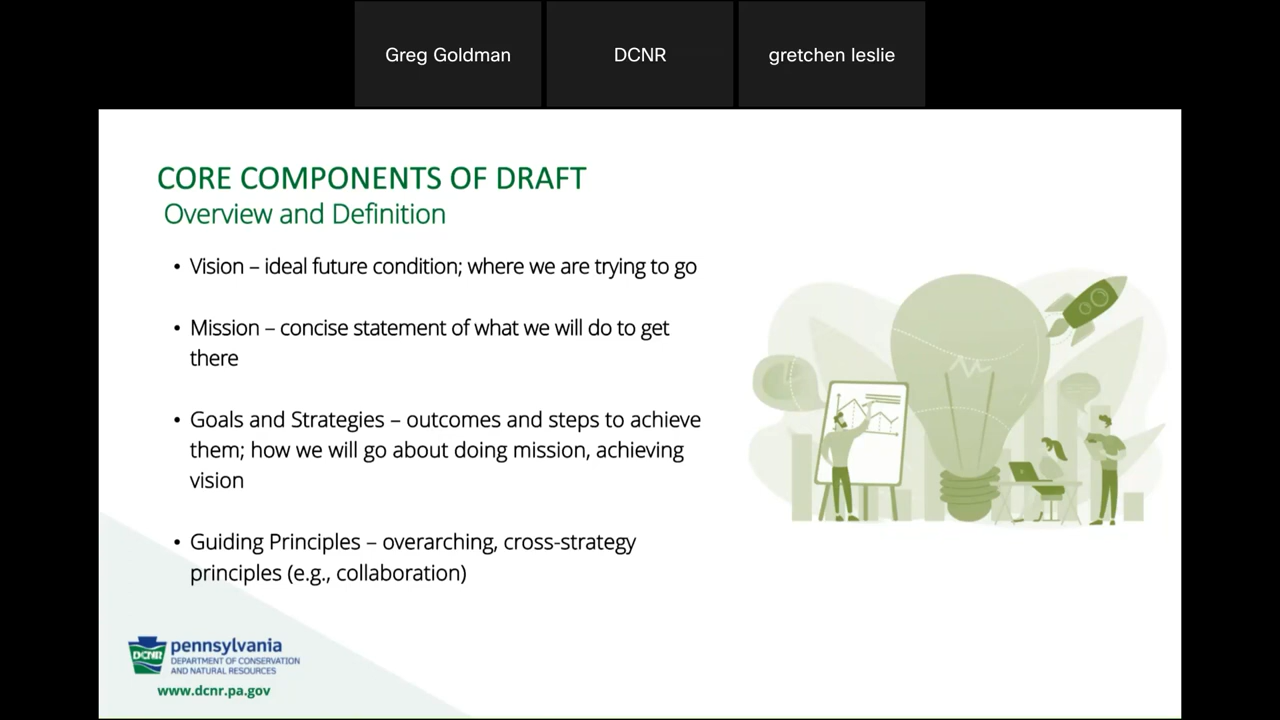 Greg Goldman
DCNR
gretchen leslie
CORE COMPONENTS OF DRAFT
Overview and Definition
• Vision – ideal future condition; where we are trying to go
• Mission – concise statement of what we will do to get
there
• Goals and Strategies – outcomes and steps to achieve
them; how we will go about doing mission, achieving
vision
• Guiding Principles – overarching, cross-strategy
principles (e.g., collaboration)
DCNR
pennsylvania
DEPARTMENT OF CONSERVATION
AND NATURAL RESOURCES
www.dcnr.pa.gov